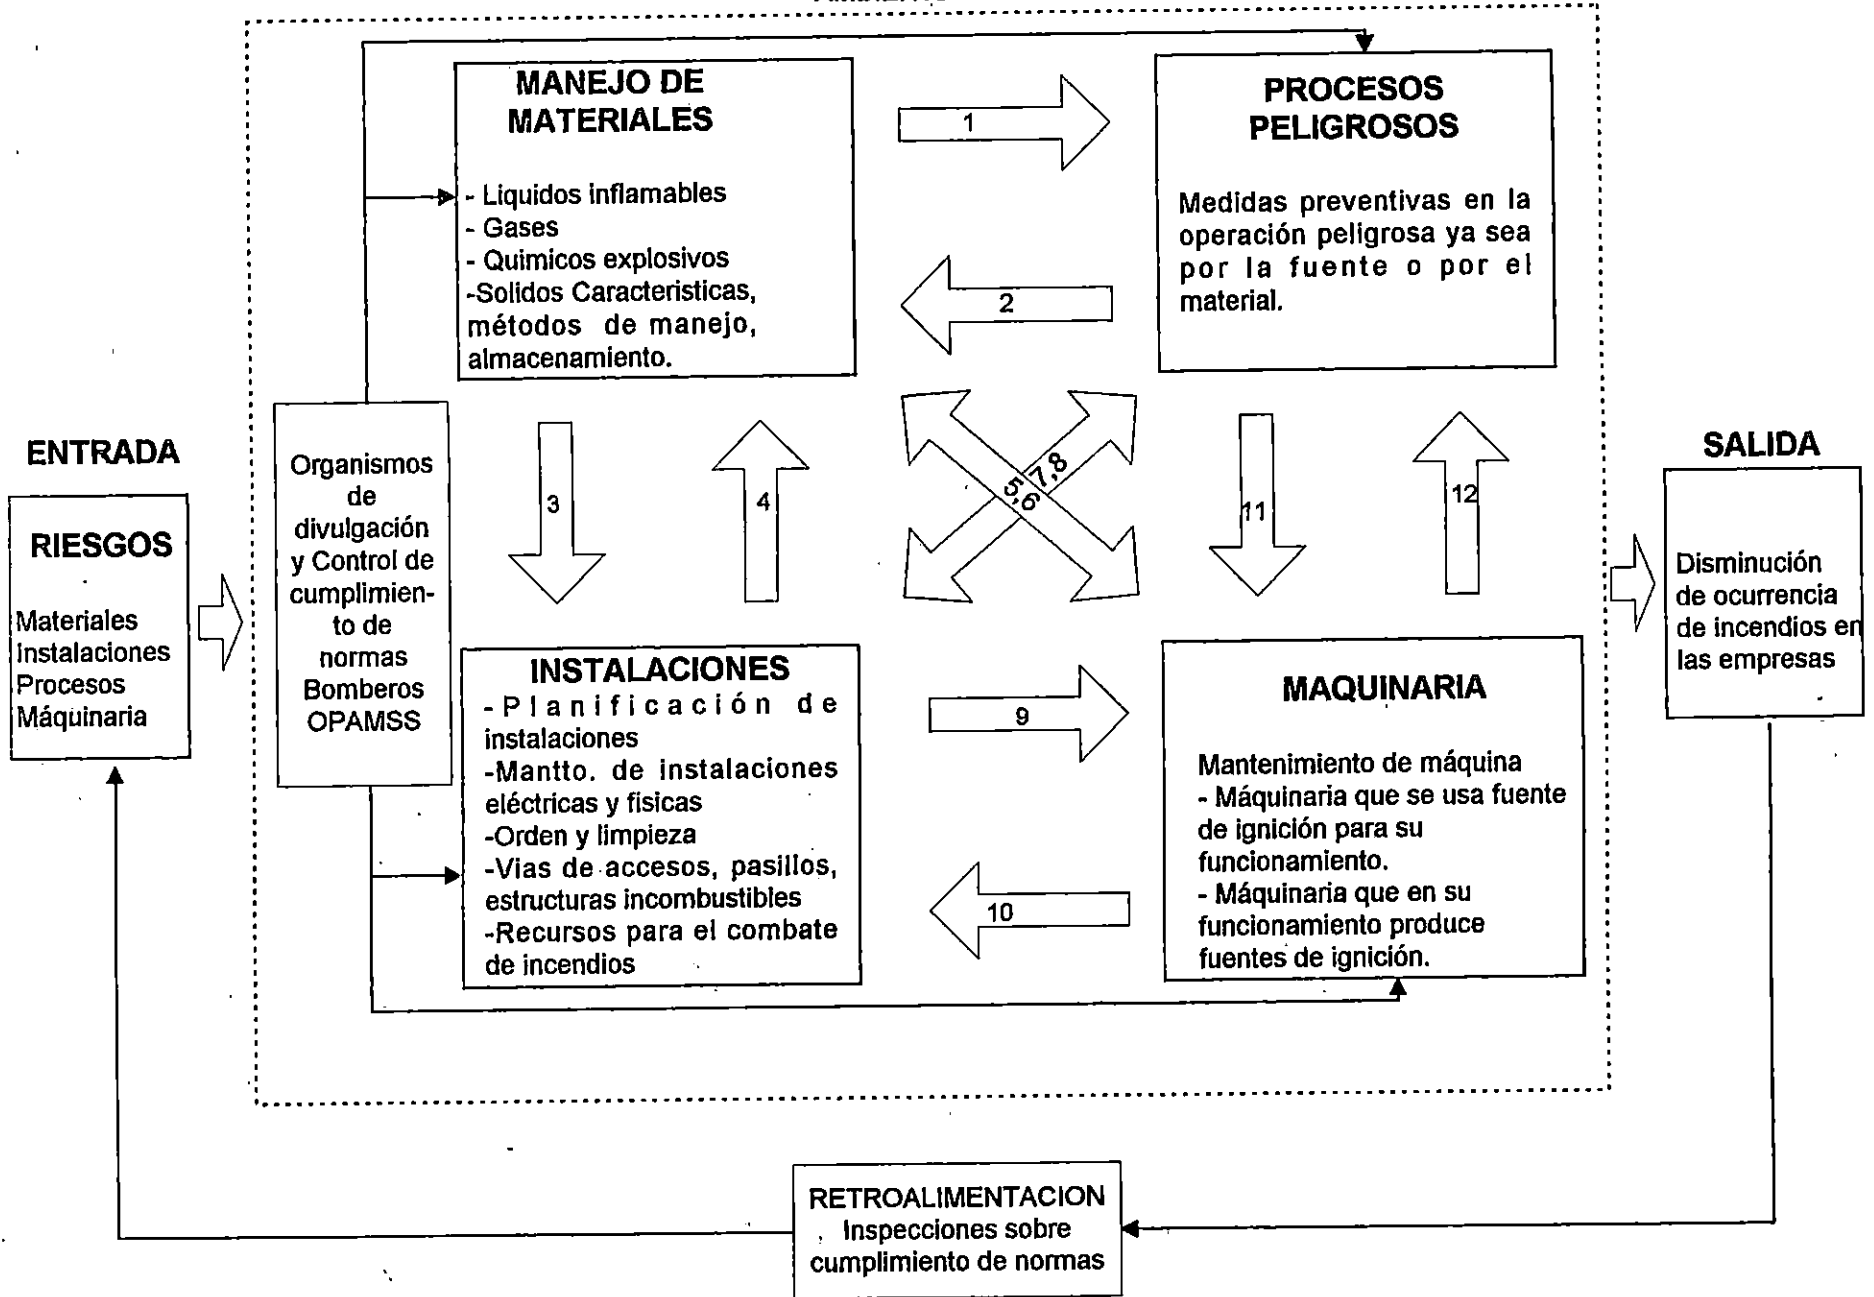 MANEJO DE
MATERIALES
- Liquidos inflamables
- Gases
- Quimicos explosivos
-Solidos Caracteristicas,
métodos de manejo,
almacenamiento.
1
2
PROCESOS
PELIGROSOS
Medidas preventivas en la
operación peligrosa ya sea
por la fuente o por el
material.
ENTRADA
RIESGOS
Materiales
Instalaciones
Procesos
Máquinaria
Organismos
de
divulgación
y Control de
cumplimien-
to de
normas
Bomberos
OPAMSS
3
4
5,6
7,8
11
12
SALIDA
Disminución
de ocurrencia
de incendios en
las empresas
INSTALACIONES
- Planificación de
instalaciones
-Mantto. de instalaciones
eléctricas y fisicas
-Orden y limpieza
-Vias de accesos, pasillos,
estructuras incombustibles
-Recursos para el combate
de incendios
9
10
MAQUINARIA
Mantenimiento de máquina
- Máquinaria que se usa fuente
de ignición para su
funcionamiento.
- Máquinaria que en su
funcionamiento produce
fuentes de ignición.
RETROALIMENTACION
Inspecciones sobre
cumplimiento de normas